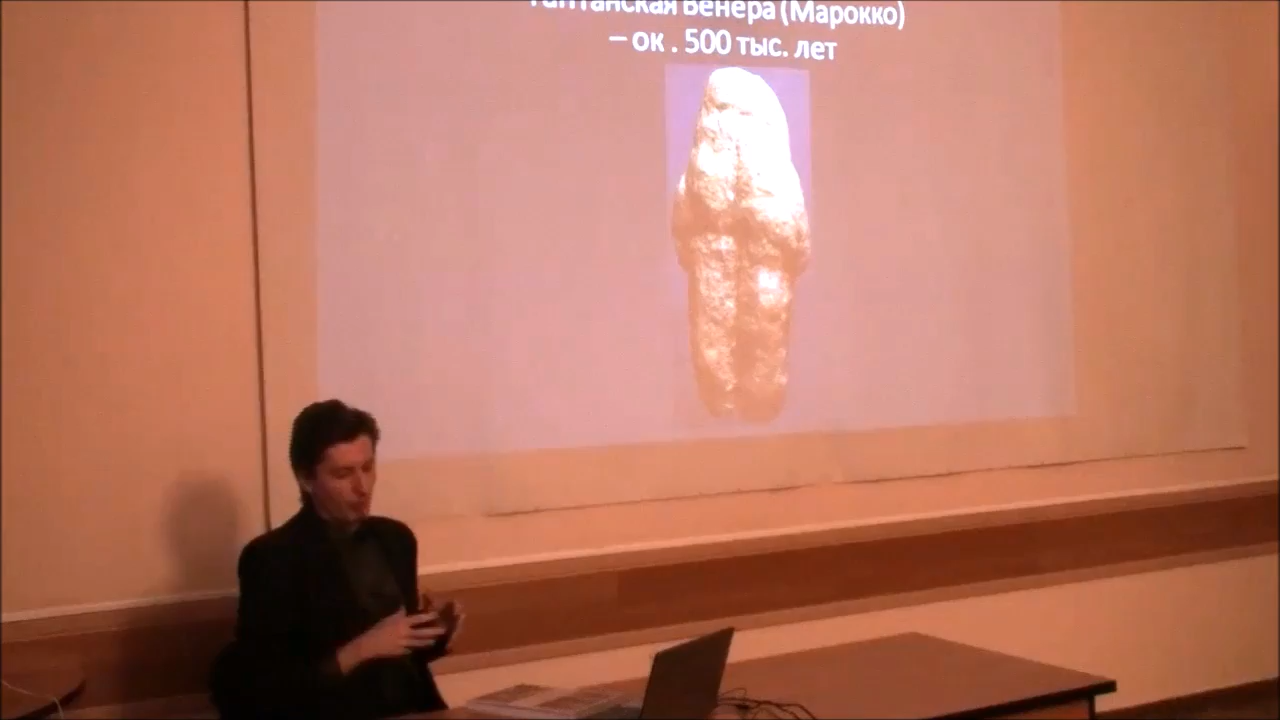 Тантанская Венера (Марокко)
– ок . 500 тыс. лет